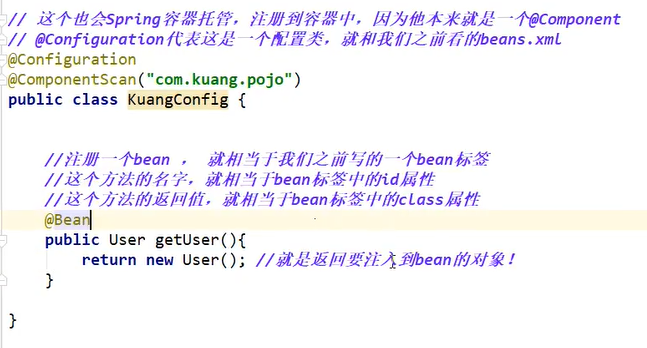 // 这个也会Spring容器托管，注册到容器中，因为他本来就是一个@Component
// @Configuration代表这是一个配置类，就和我们之前看的beans.xml
@Configuration
@ComponentScan("com.kuang.pojo")
public class KuangConfig {
//注册一个bean ， 就相当于我们之前写的一个bean标签
//这个方法的名字，就相当于bean标签中的id属性
//这个方法的返回值，就相当于bean标签中的class属性
@Bean
public User getUser(){
return new User(); //就是返回要注入到bean的对象！
}
}